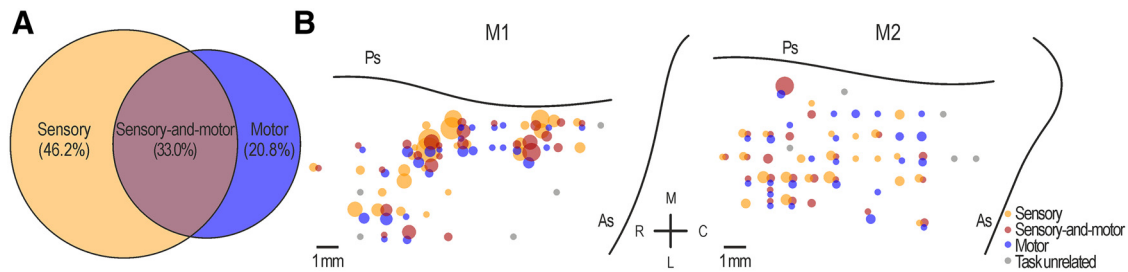 A
B
M1
M2
Ps
Ps
Sensory
(46.2%)
Sensory-and-motor
(33.0%)
Motor
(20.8%)
As
As
M
R
C
L
1mm
1mm
Sensory
Sensory-and-motor
Motor
Task unrelated